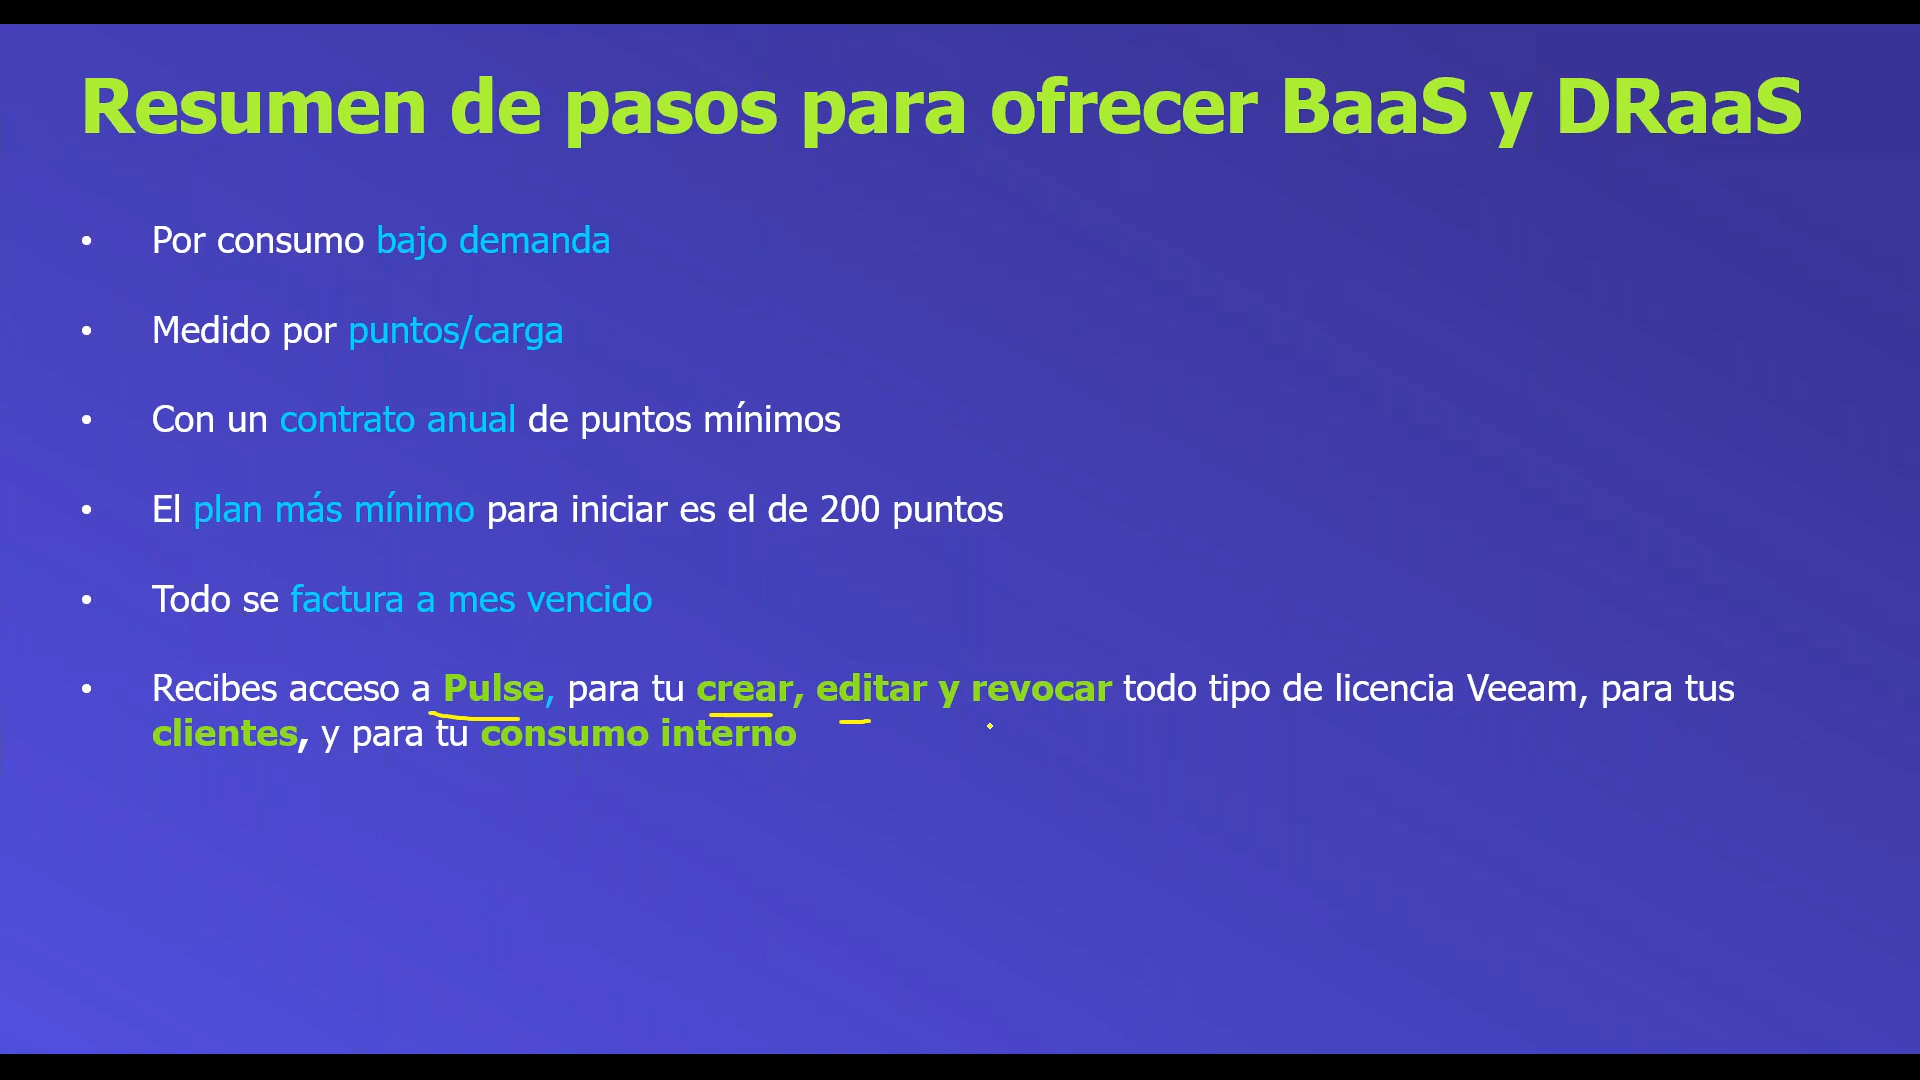 Resumen de pasos para ofrecer BaaS y DRaaS
• Por consumo bajo demanda
• Medido por puntos/carga
• Con un contrato anual de puntos mínimos
• El plan más mínimo para iniciar es el de 200 puntos
• Todo se factura a mes vencido
• Recibes acceso a Pulse, para tu crear, editar y revocar todo tipo de licencia Veeam, para tus
clientes, y para tu consumo interno